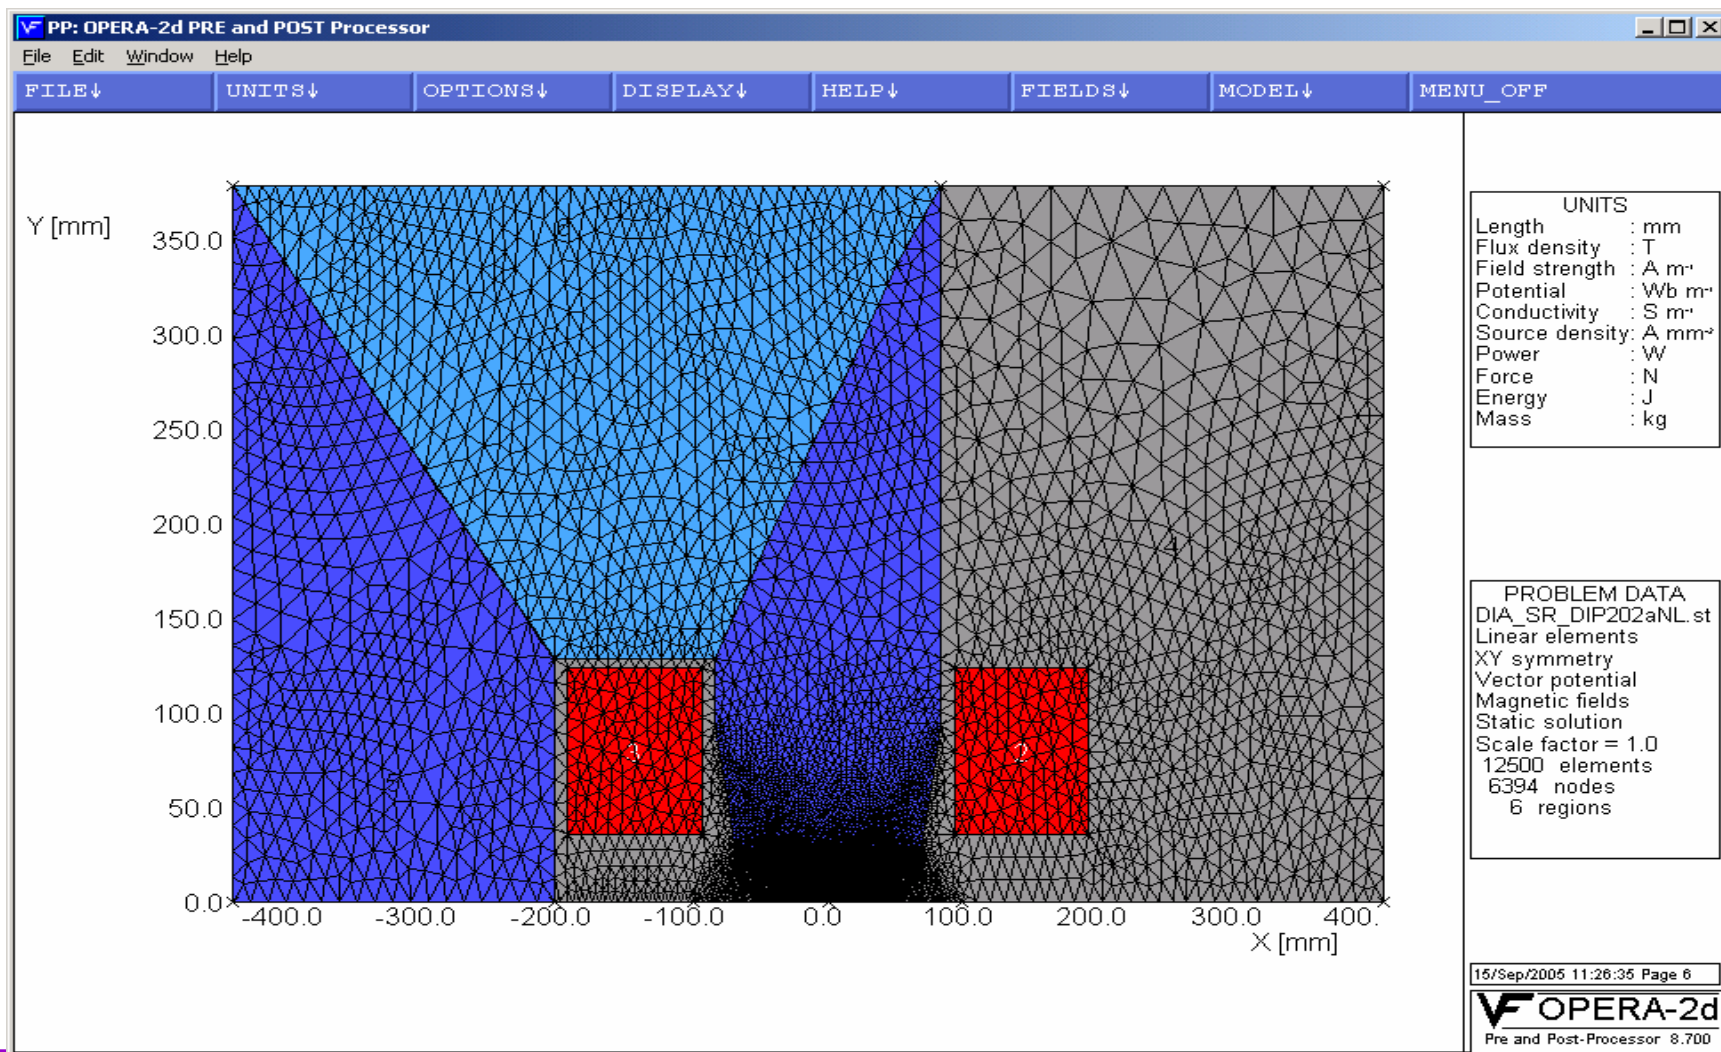 PP: OPERA-2d PRE and POST Processor
File Edit Window Help
FILE↓ UNITS↓ OPTIONS↓ DISPLAY↓ HELP↓ FIELDS↓ MODEL↓ MENU_OFF
Y [mm]
350.0
300.0
250.0
200.0
150.0
100.0
50.0
0.0
-400.0 -300.0 -200.0 -100.0 0.0 100.0 200.0 300.0 400.
X [mm]
6
4
3
2
5
UNITS
Length : mm
Flux density : T
Field strength : A m⁻¹
Potential : Wb m⁻¹
Conductivity : S m⁻¹
Source density: A mm⁻²
Power : W
Force : N
Energy : J
Mass : kg
PROBLEM DATA
DIA_SR_DIP202aNL.st
Linear elements
XY symmetry
Vector potential
Magnetic fields
Static solution
Scale factor = 1.0
12500 elements
6394 nodes
6 regions
15/Sep/2005 11:26:35 Page 6
VF OPERA-2d
Pre and Post-Processor 8.700